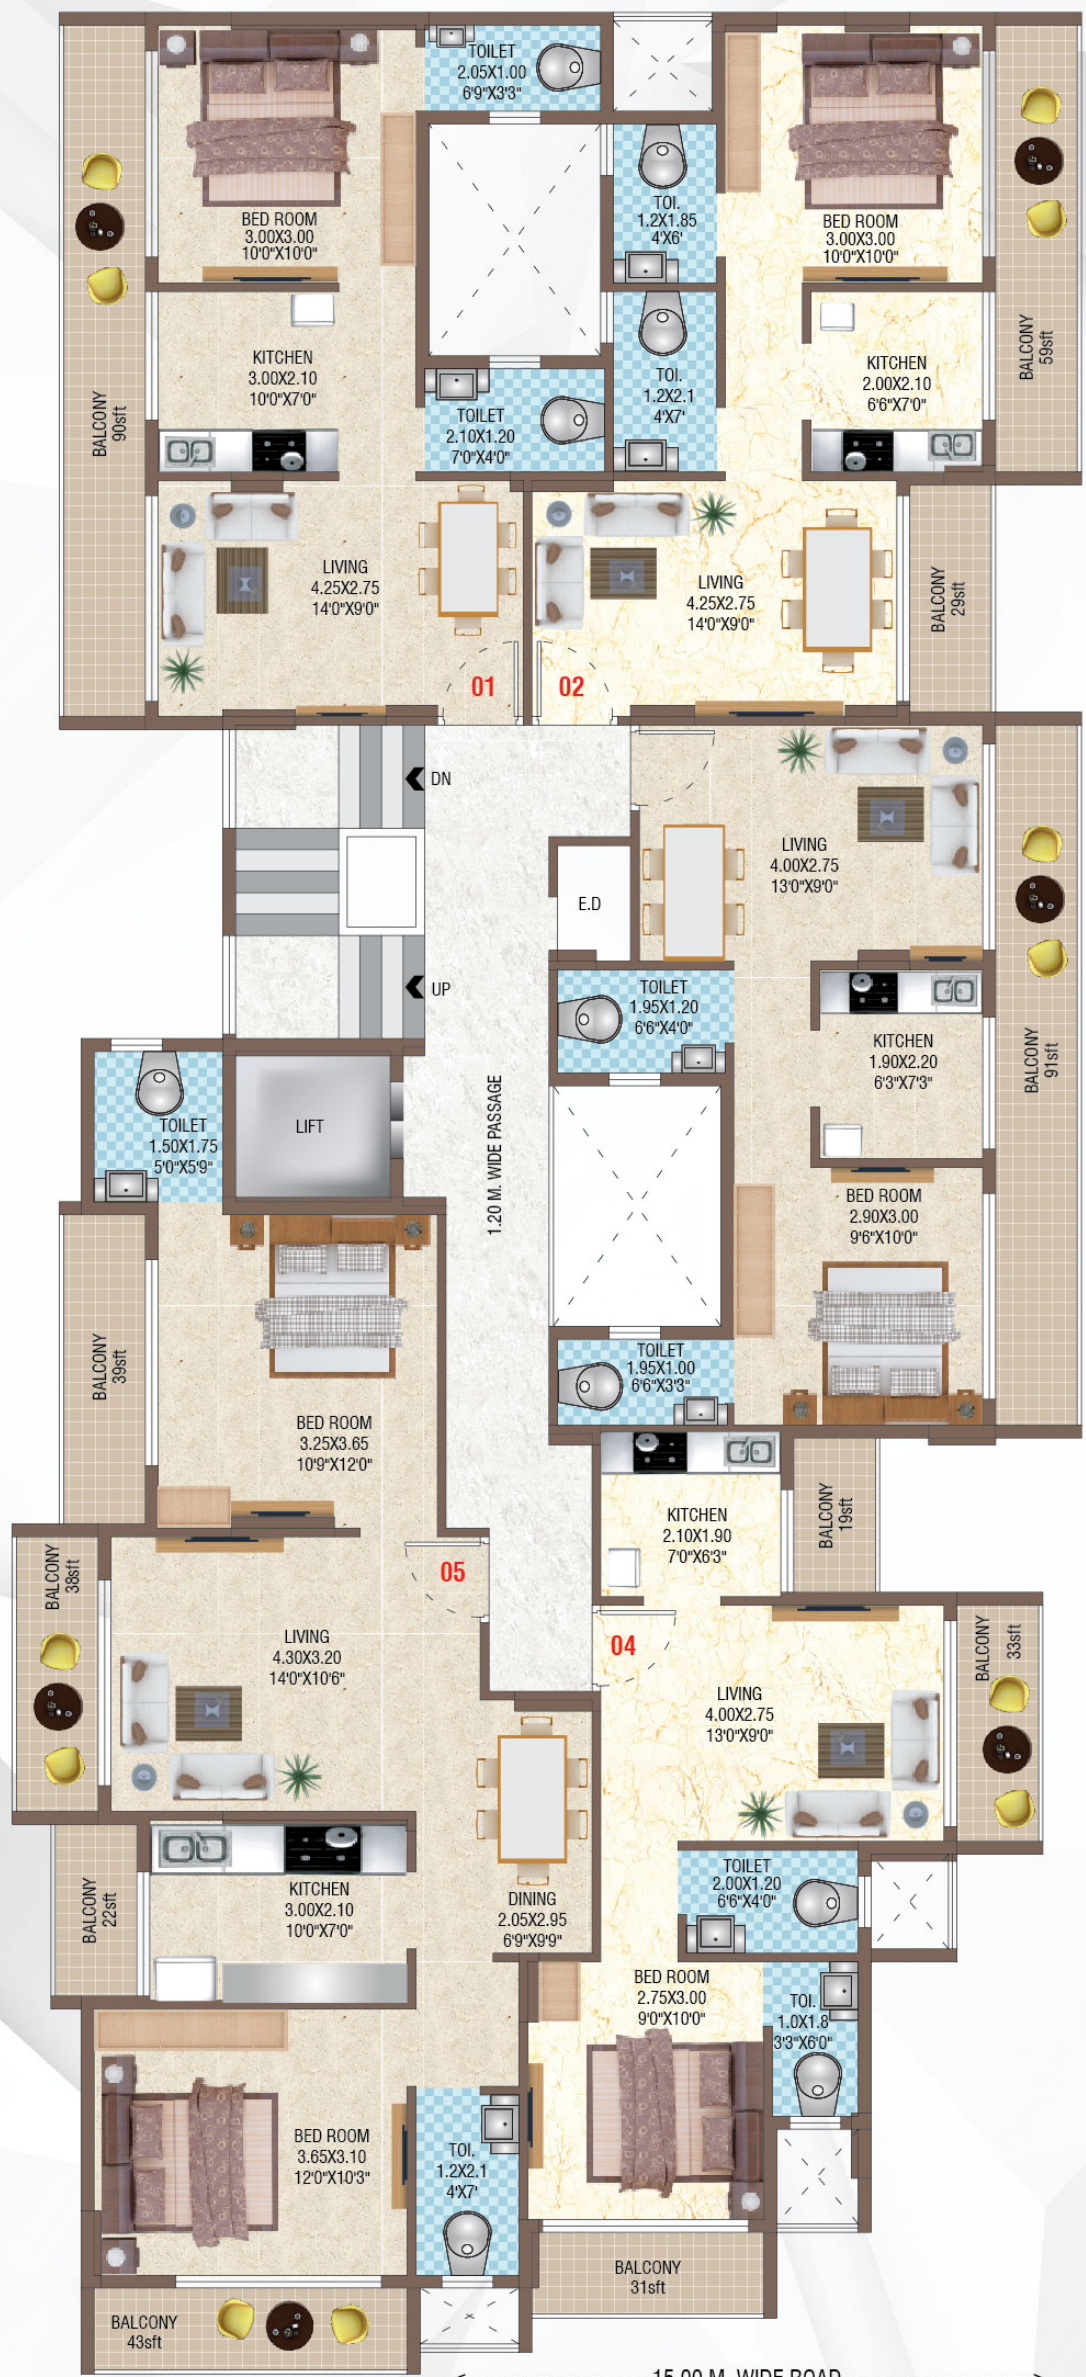 TOILET
2.05X1.00
6'9"X3'3"
BED ROOM
3.00X3.00
10'0"X10'0"
TOI.
1.2X1.85
4'X6'
BED ROOM
3.00X3.00
10'0"X10'0"
BALCONY
59sft
KITCHEN
3.00X2.10
10'0"X7'0"
TOI.
1.2X2.1
4'X7'
KITCHEN
2.00X2.10
6'6"X7'0"
BALCONY
90sft
TOILET
2.10X1.20
7'0"X4'0"
LIVING
4.25X2.75
14'0"X9'0"
LIVING
4.25X2.75
14'0"X9'0"
BALCONY
29sft
01
02
DN
LIVING
4.00X2.75
13'0"X9'0"
E.D
UP
TOILET
1.95X1.20
6'6"X4'0"
KITCHEN
1.90X2.20
6'3"X7'3"
BALCONY
91sft
TOILET
1.50X1.75
5'0"X5'9"
LIFT
1.20 M. WIDE PASSAGE
BED ROOM
2.90X3.00
9'6"X10'0"
BALCONY
39sft
TOILET
1.95X1.00
6'6"X3'3"
BED ROOM
3.25X3.65
10'9"X12'0"
KITCHEN
2.10X1.90
7'0"X6'3"
BALCONY
19sft
BALCONY
38sft
05
LIVING
4.30X3.20
14'0"X10'6"
04
BALCONY
33sft
LIVING
4.00X2.75
13'0"X9'0"
TOILET
2.00X1.20
6'6"X4'0"
KITCHEN
3.00X2.10
10'0"X7'0"
DINING
2.05X2.95
6'9"X9'9"
BALCONY
22sft
BED ROOM
2.75X3.00
9'0"X10'0"
TOI.
1.0X1.8
3'3"X6'0"
BED ROOM
3.65X3.10
12'0"X10'3"
TOI.
1.2X2.1
4'X7'
BALCONY
31sft
BALCONY
43sft
15.00 M. WIDE ROAD